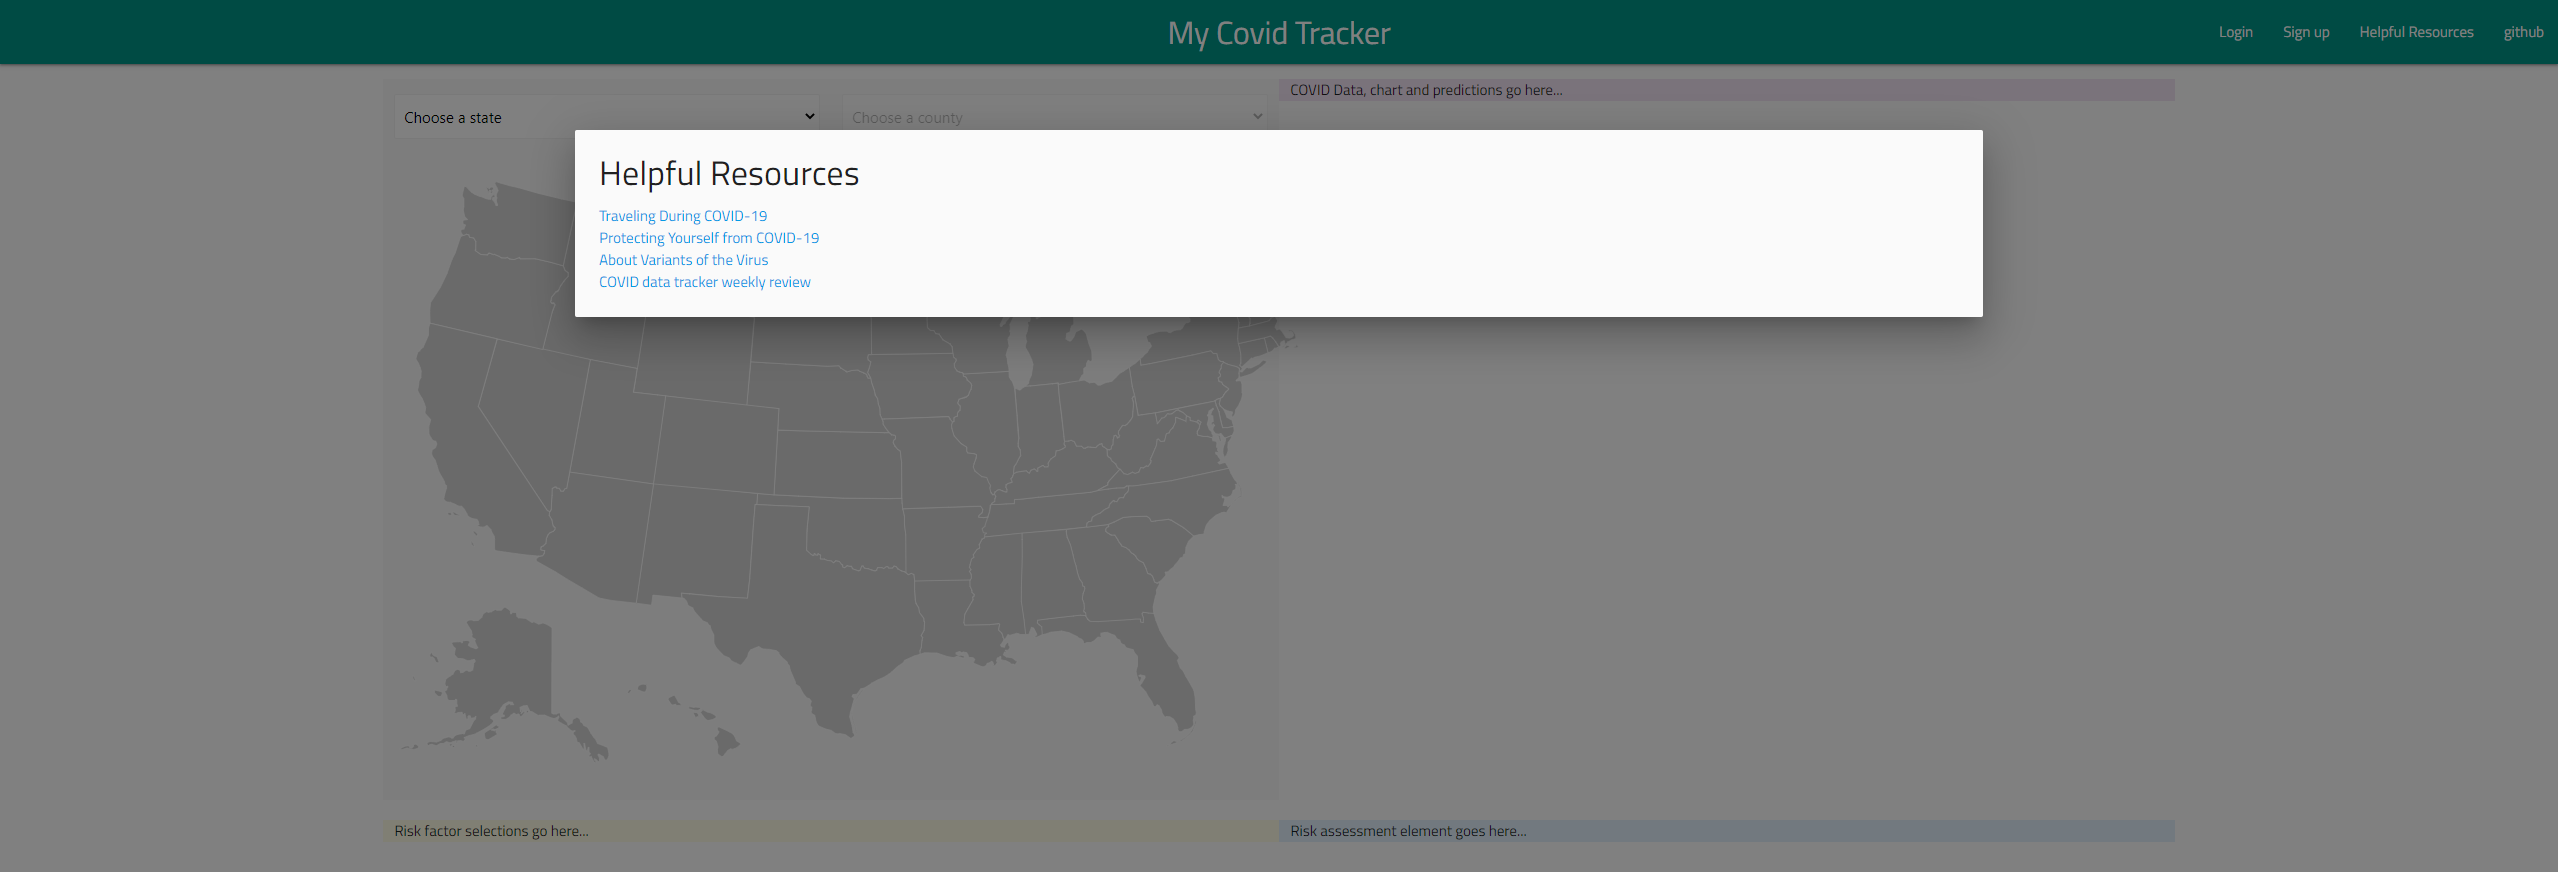 My Covid Tracker
Login Sign up Helpful Resources github
Choose a state
Choose a county
COVID Data, chart and predictions go here...
Helpful Resources
Traveling During COVID-19
Protecting Yourself from COVID-19
About Variants of the Virus
COVID data tracker weekly review
Risk factor selections go here...
Risk assessment element goes here...